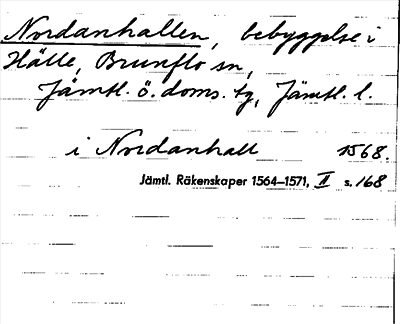 Nordanhallen, bebyggelse i
Hälle, Brunflo sn,
Jämtl. ö. doms. tg, Jämtl. l.
i Nordanhall 1568.
Jämtl. Räkenskaper 1564–1571, II s. 168